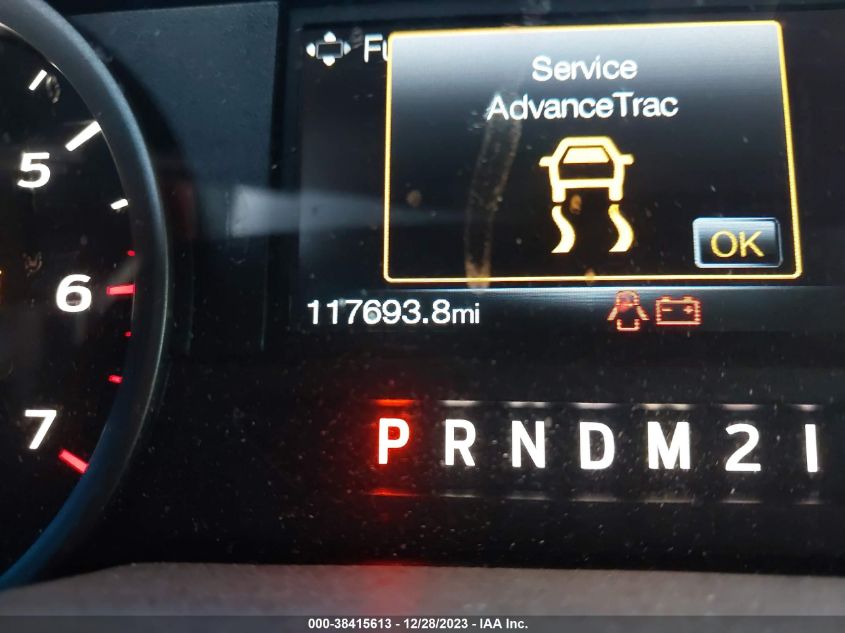 Service
AdvanceTrac
OK
5
6
7
117693.8mi
P R N D M 2 1
000-38415613 - 12/28/2023 - IAA Inc.